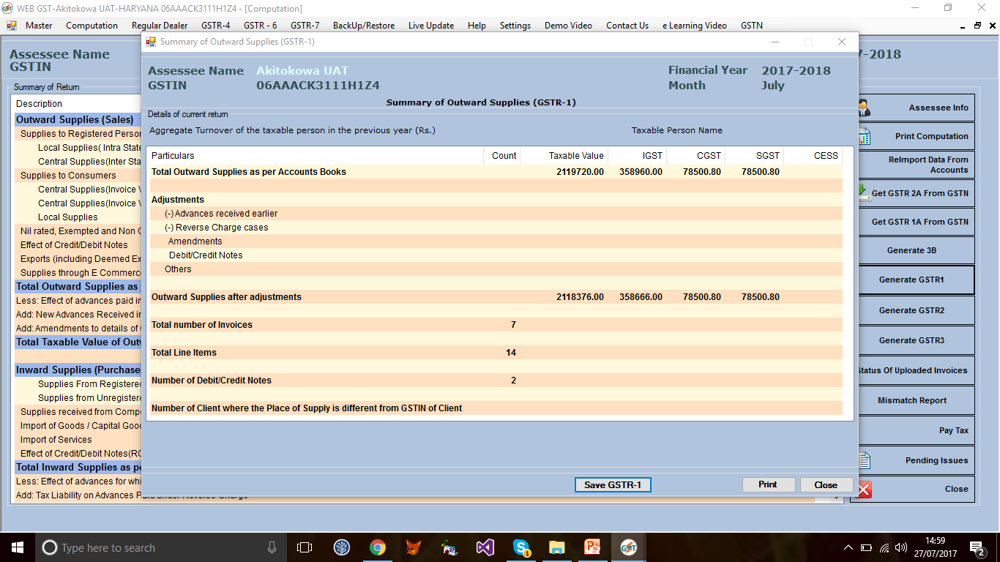 WEB GST-Akitokowa UAT-HARYANA 06AAACK3111H1Z4 - [Computation]
Master Computation Regular Dealer GSTR-4 GSTR - 6 GSTR-7 BackUp/Restore Live Update Help Settings Demo Video Contact Us e Learning Video GSTN
Summary of Outward Supplies (GSTR-1)
Assessee Name
GSTIN
7-2018
Assessee Name Akitokowa UAT Financial Year 2017-2018
GSTIN 06AAACK3111H1Z4 Month July
Summary of Outward Supplies (GSTR-1)
Details of current return
Aggregate Turnover of the taxable person in the previous year (Rs.) Taxable Person Name
Particulars Count Taxable Value IGST CGST SGST CESS
Total Outward Supplies as per Accounts Books 2119720.00 358960.00 78500.80 78500.80
Adjustments
(-) Advances received earlier
(-) Reverse Charge cases
Amendments
Debit/Credit Notes
Others
Outward Supplies after adjustments 2118376.00 358666.00 78500.80 78500.80
Total number of Invoices 7
Total Line Items 14
Number of Debit/Credit Notes 2
Number of Client where the Place of Supply is different from GSTIN of Client
Save GSTR-1 Print Close
Summary of Return
Description
Outward Supplies (Sales)
Supplies to Registered Person
Local Supplies( Intra State
Central Supplies(Inter Sta
Supplies to Consumers
Central Supplies(Invoice V
Central Supplies(Invoice V
Local Supplies
Nil rated, Exempted and Non G
Effect of Credit/Debit Notes
Exports (including Deemed Ex
Supplies through E Commerc
Total Outward Supplies as
Less: Effect of advances paid in
Add: New Advances Received in
Add: Amendments to details of
Total Taxable Value of Outw
Inward Supplies (Purchase
Supplies From Registered
Supplies from Unregistere
Supplies received from Compo
Import of Goods / Capital Good
Import of Services
Effect of Credit/Debit Notes(RC
Total Inward Supplies as pe
Less: Effect of advances for whi
Add: Tax Liability on Advances Paid under Reverse Charge
Assessee Info
Print Computation
ReImport Data From
Accounts
Get GSTR 2A From GSTN
Get GSTR 1A From GSTN
Generate 3B
Generate GSTR1
Generate GSTR2
Generate GSTR3
Status Of Uploaded Invoices
Mismatch Report
Pay Tax
Pending Issues
Close
Type here to search
14:59
27/07/2017
2